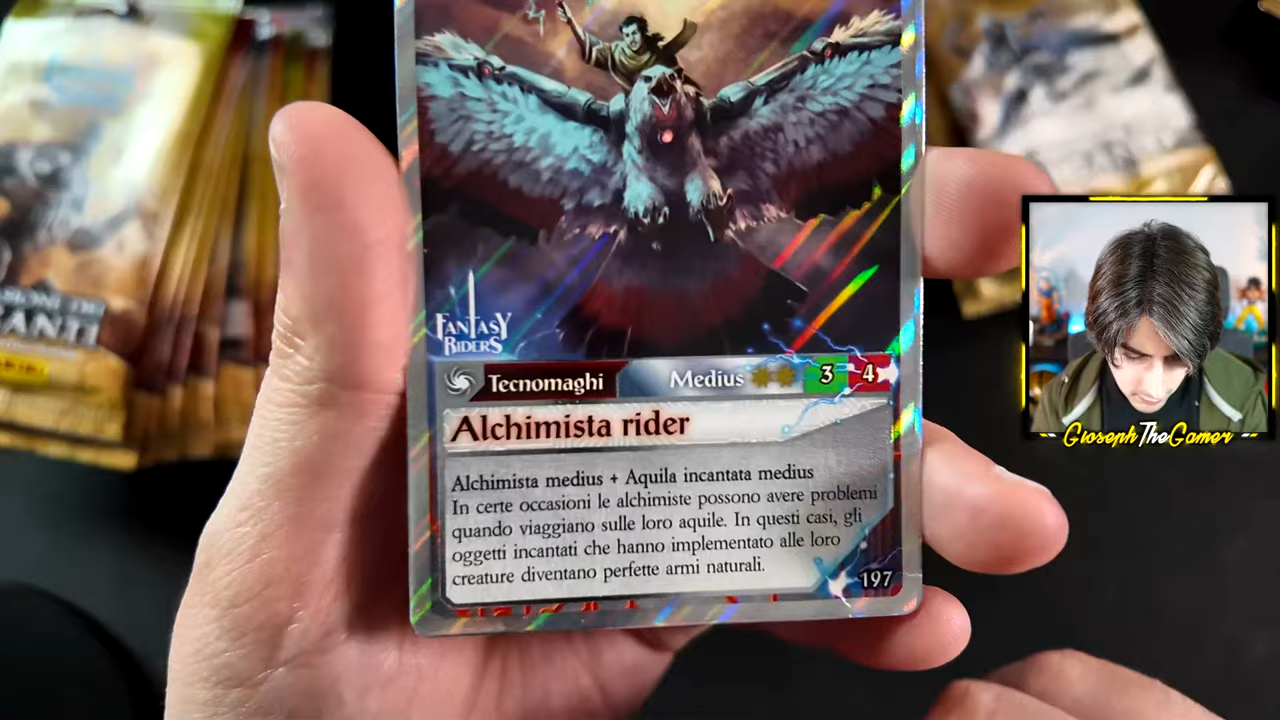 FANTASY
RIDERS
Tecnomaghi
Medius
3
4
Alchimista rider
Alchimista medius + Aquila incantata medius
In certe occasioni le alchimiste possono avere problemi
quando viaggiano sulle loro aquile. In questi casi, gli
oggetti incantati che hanno implementato alle loro
creature diventano perfette armi naturali.
197
GiosephTheGamer